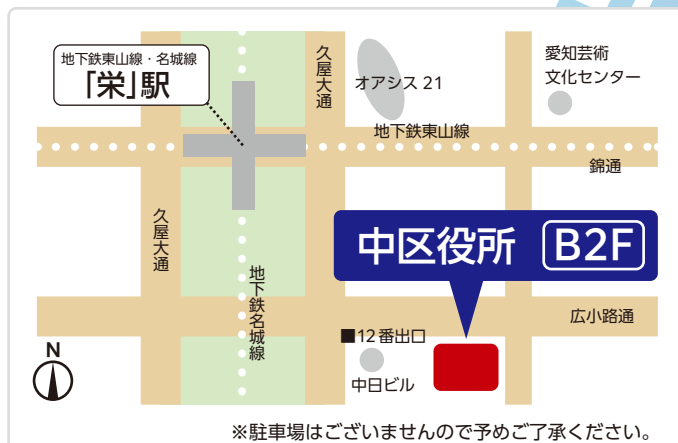 地下鉄東山線・名城線
「栄」駅
久屋大通
オアシス21
愛知芸術
文化センター
地下鉄東山線
錦通
久屋大通
地下鉄名城線
中区役所 B2F
広小路通
■12番出口
中日ビル
N
※駐車場はございませんので予めご了承ください。